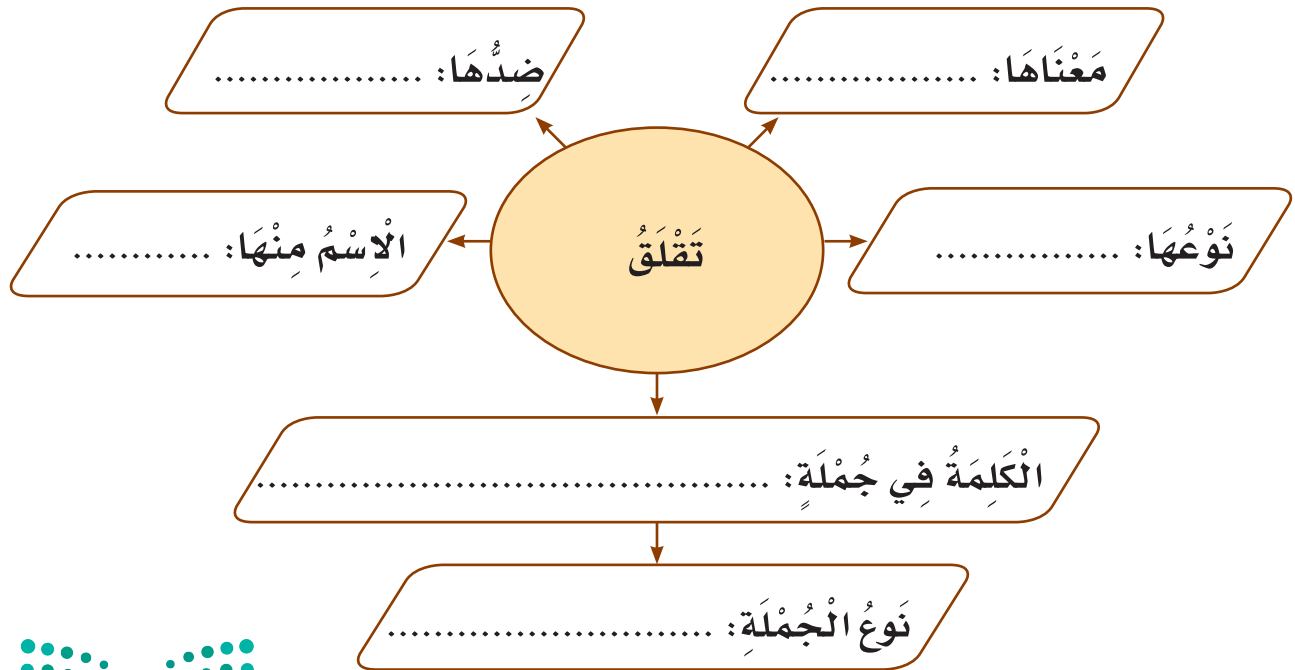 مَعْنَاهَا: ..................
ضِدُّهَا: ..................
تَقْلَقُ
نَوْعُهَا: ................
الْاِسْمُ مِنْهَا: ............
الْكَلِمَةُ فِي جُمْلَةٍ: ............................................
نَوعُ الْجُمْلَةِ: ............................